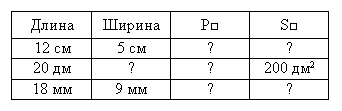 Длина Ширина P□ S□
12 см 5 см ? ?
20 дм ? ? 200 дм²
18 мм 9 мм ? ?